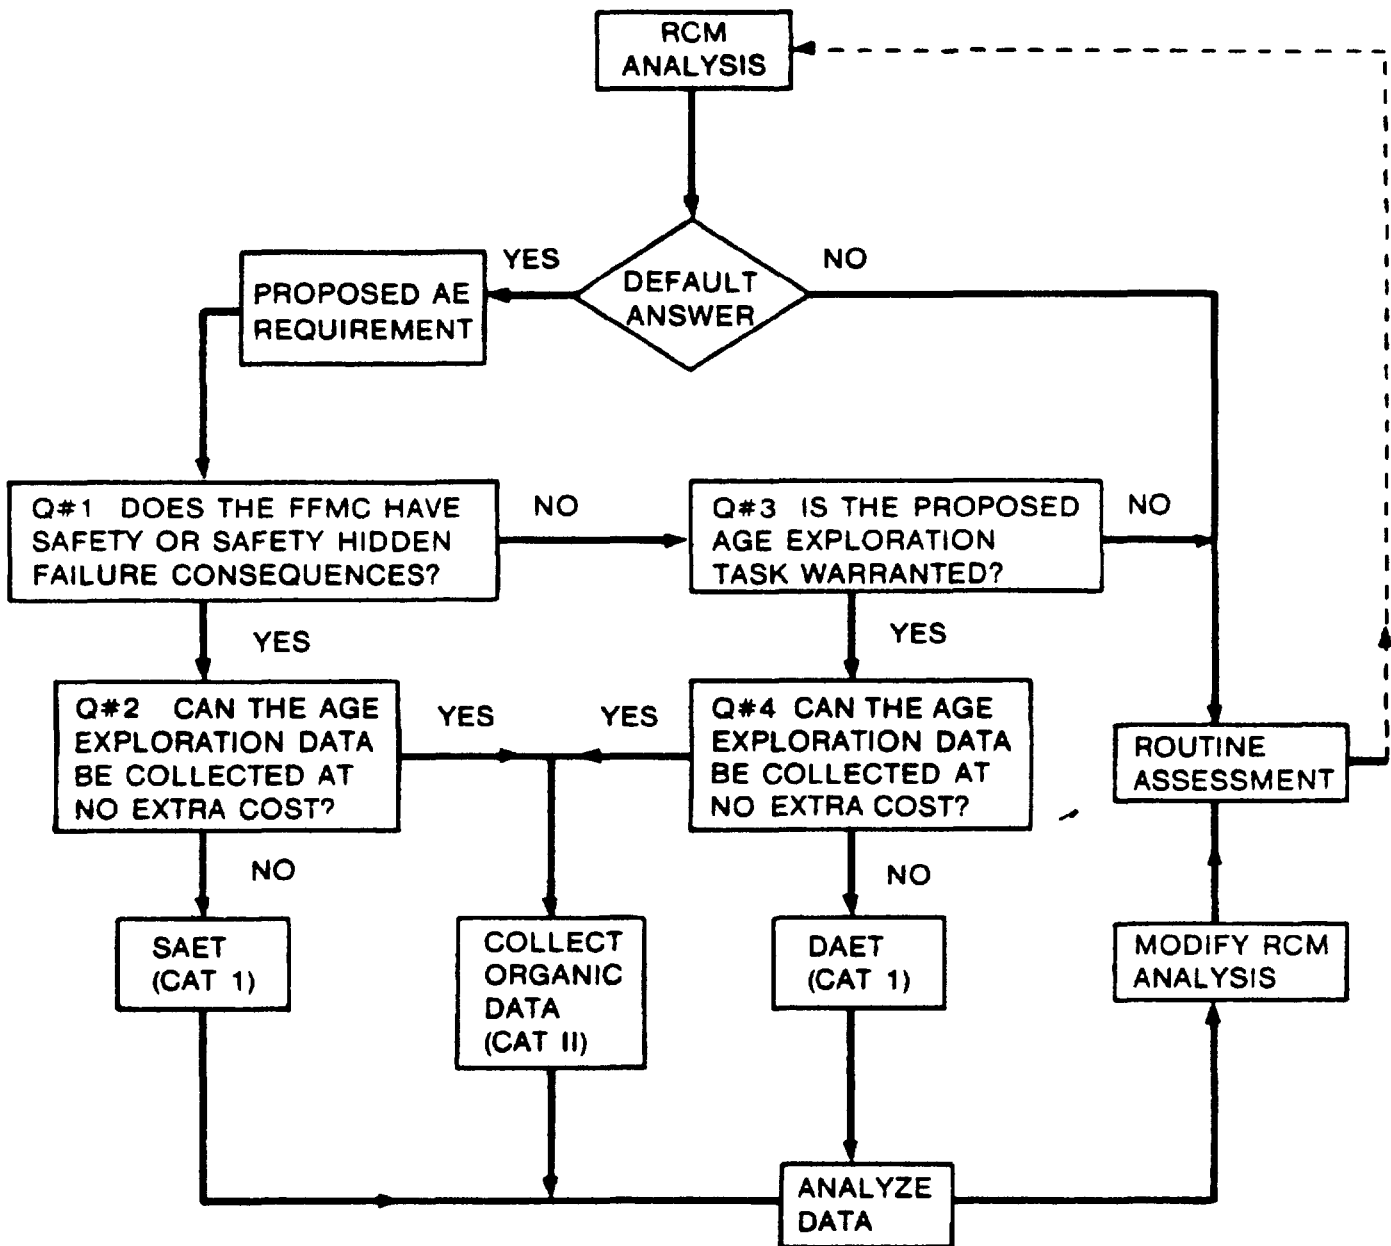 RCM
ANALYSIS
YES
NO
DEFAULT
ANSWER
PROPOSED AE
REQUIREMENT
Q#1 DOES THE FFMC HAVE
SAFETY OR SAFETY HIDDEN
FAILURE CONSEQUENCES?
NO
Q#3 IS THE PROPOSED
AGE EXPLORATION
TASK WARRANTED?
NO
YES
YES
Q#2 CAN THE AGE
EXPLORATION DATA
BE COLLECTED AT
NO EXTRA COST?
YES
YES
Q#4 CAN THE AGE
EXPLORATION DATA
BE COLLECTED AT
NO EXTRA COST?
ROUTINE
ASSESSMENT
NO
NO
SAET
(CAT 1)
COLLECT
ORGANIC
DATA
(CAT II)
DAET
(CAT 1)
MODIFY RCM
ANALYSIS
ANALYZE
DATA